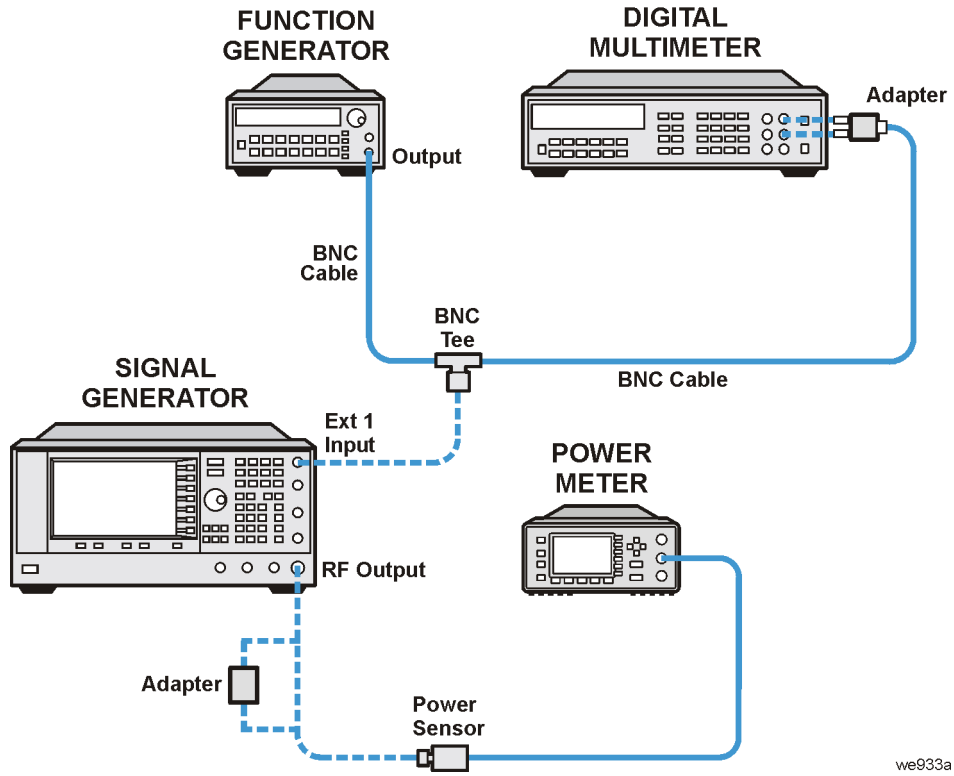 FUNCTION
GENERATOR
DIGITAL
MULTIMETER
Adapter
Output
BNC
Cable
BNC
Tee
BNC Cable
SIGNAL
GENERATOR
Ext 1
Input
POWER
METER
RF Output
Adapter
Power
Sensor
we933a